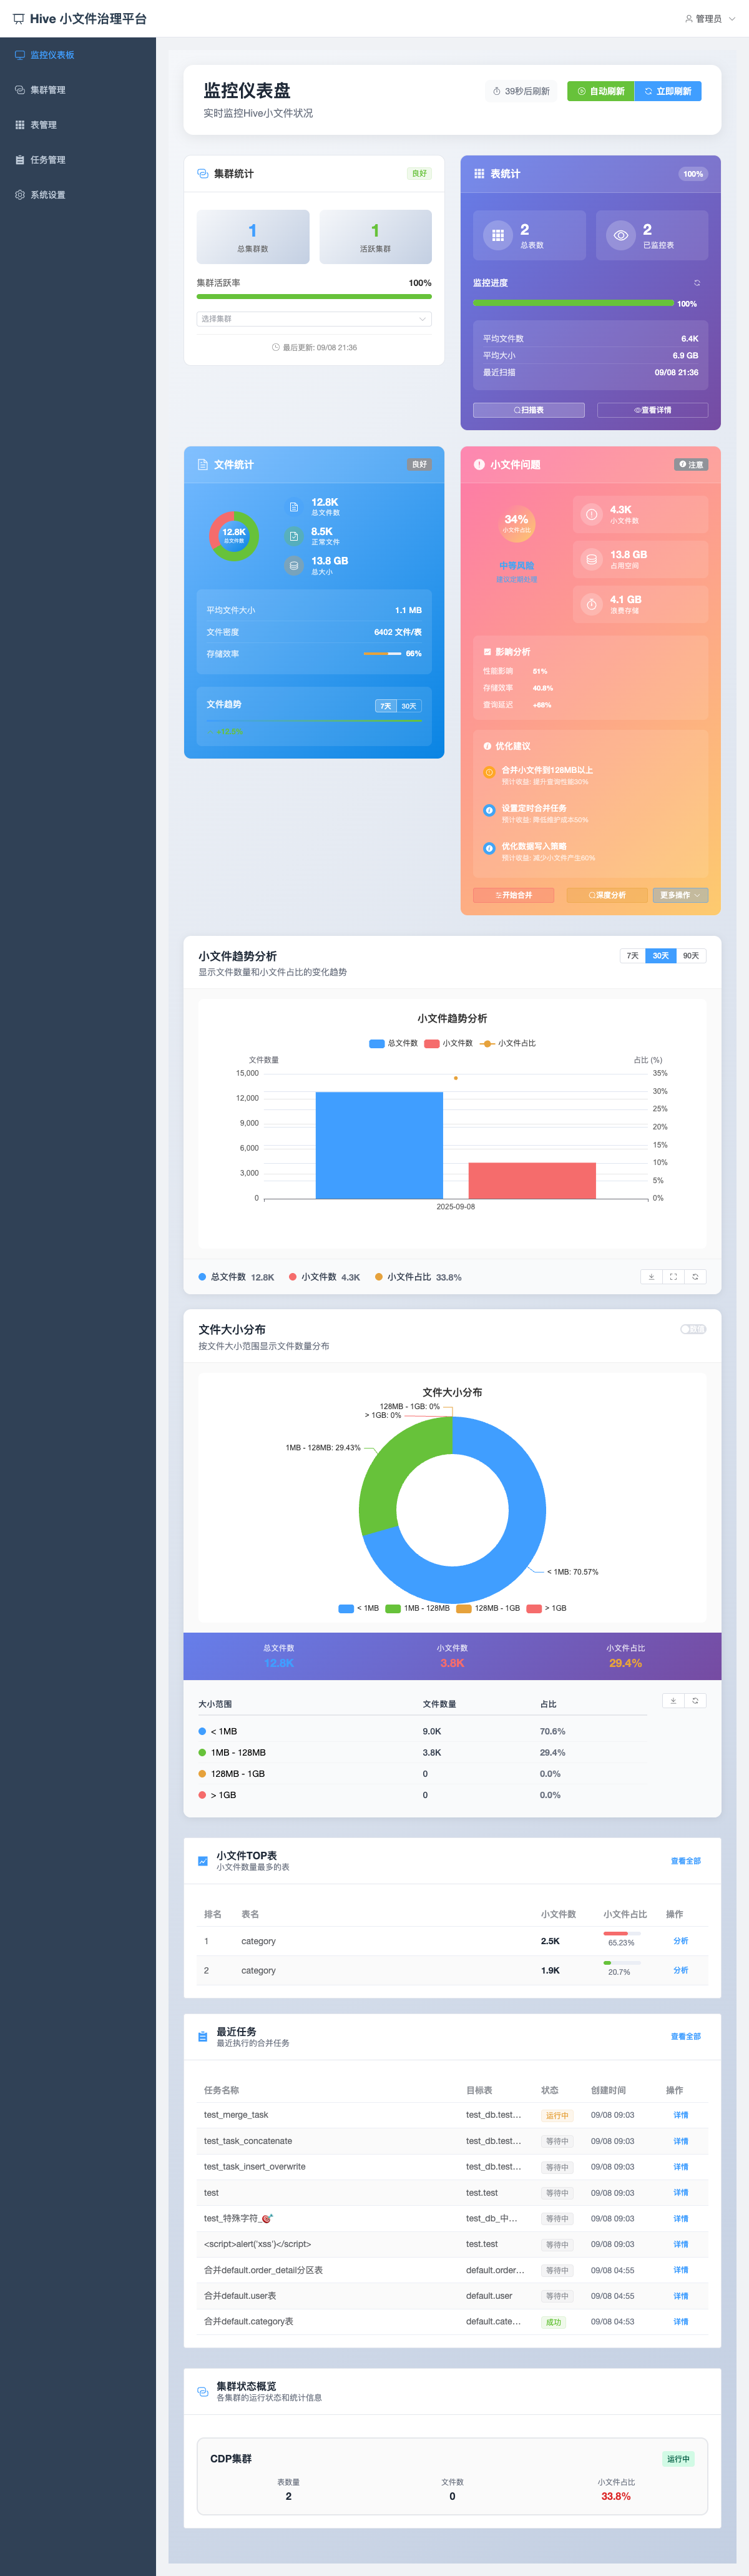 Hive 小文件治理平台
管理员
监控仪表板
集群管理
表管理
任务管理
系统设置
监控仪表盘
实时监控Hive小文件状况
39秒后刷新
自动刷新
立即刷新
集群统计
良好
1
总集群数
1
活跃集群
集群活跃率
100%
选择集群
最后更新: 09/08 21:36
表统计
100%
2
总表数
2
已监控表
监控进度
100%
平均文件数
6.4K
平均大小
6.9 GB
最近扫描
09/08 21:36
扫描表
查看详情
文件统计
良好
12.8K
总文件数
12.8K
总文件数
8.5K
正常文件
13.8 GB
总大小
平均文件大小
1.1 MB
文件密度
6402 文件/表
存储效率
66%
文件趋势
7天
30天
小文件问题
注意
34%
小文件占比
中等风险
建议定期处理
4.3K
小文件数
13.8 GB
占用空间
4.1 GB
浪费存储
影响分析
性能影响
51%
存储效率
40.8%
查询延迟
+68%
优化建议
合并小文件到128MB以上
预计收益: 提升查询性能30%
设置定时合并任务
预计收益: 降低维护成本50%
优化数据写入策略
预计收益: 减少小文件产生60%
开始合并
深度分析
更多操作
小文件趋势分析
显示文件数量和小文件占比的变化趋势
7天
30天
90天
小文件趋势分析
总文件数
小文件数
小文件占比
文件数量
占比 (%)
15,000
12,000
9,000
6,000
3,000
0
35%
30%
25%
20%
15%
10%
5%
0%
2025-09-08
总文件数 12.8K
小文件数 4.3K
小文件占比 33.8%
文件大小分布
按文件大小范围显示文件数量分布
文件大小分布
128MB - 1GB: 0%
> 1GB: 0%
1MB - 128MB: 29.43%
< 1MB: 70.57%
< 1MB
1MB - 128MB
128MB - 1GB
> 1GB
总文件数
12.8K
小文件数
3.8K
小文件占比
29.4%
大小范围
文件数量
占比
< 1MB
9.0K
70.6%
1MB - 128MB
3.8K
29.4%
128MB - 1GB
0
0.0%
> 1GB
0
0.0%
小文件TOP表
小文件数量最多的表
查看全部
排名
表名
小文件数
小文件占比
操作
1
category
2.5K
65.23%
分析
2
category
1.9K
20.7%
分析
最近任务
最近执行的合并任务
查看全部
任务名称
目标表
状态
创建时间
操作
test_merge_task
test_db.test...
运行中
09/08 09:03
详情
test_task_concatenate
test_db.test...
等待中
09/08 09:03
详情
test_task_insert_overwrite
test_db.test...
等待中
09/08 09:03
详情
test
test.test
等待中
09/08 09:03
详情
test_特殊字符_🎯
test_db_中...
等待中
09/08 09:03
详情
<script>alert('xss')</script>
test.test
等待中
09/08 09:03
详情
合并default.order_detail分区表
default.order...
等待中
09/08 04:55
详情
合并default.user表
default.user
等待中
09/08 04:55
详情
合并default.category表
default.cate...
成功
09/08 04:53
详情
集群状态概览
各集群的运行状态和统计信息
CDP集群
运行中
表数量
2
文件数
0
小文件占比
33.8%